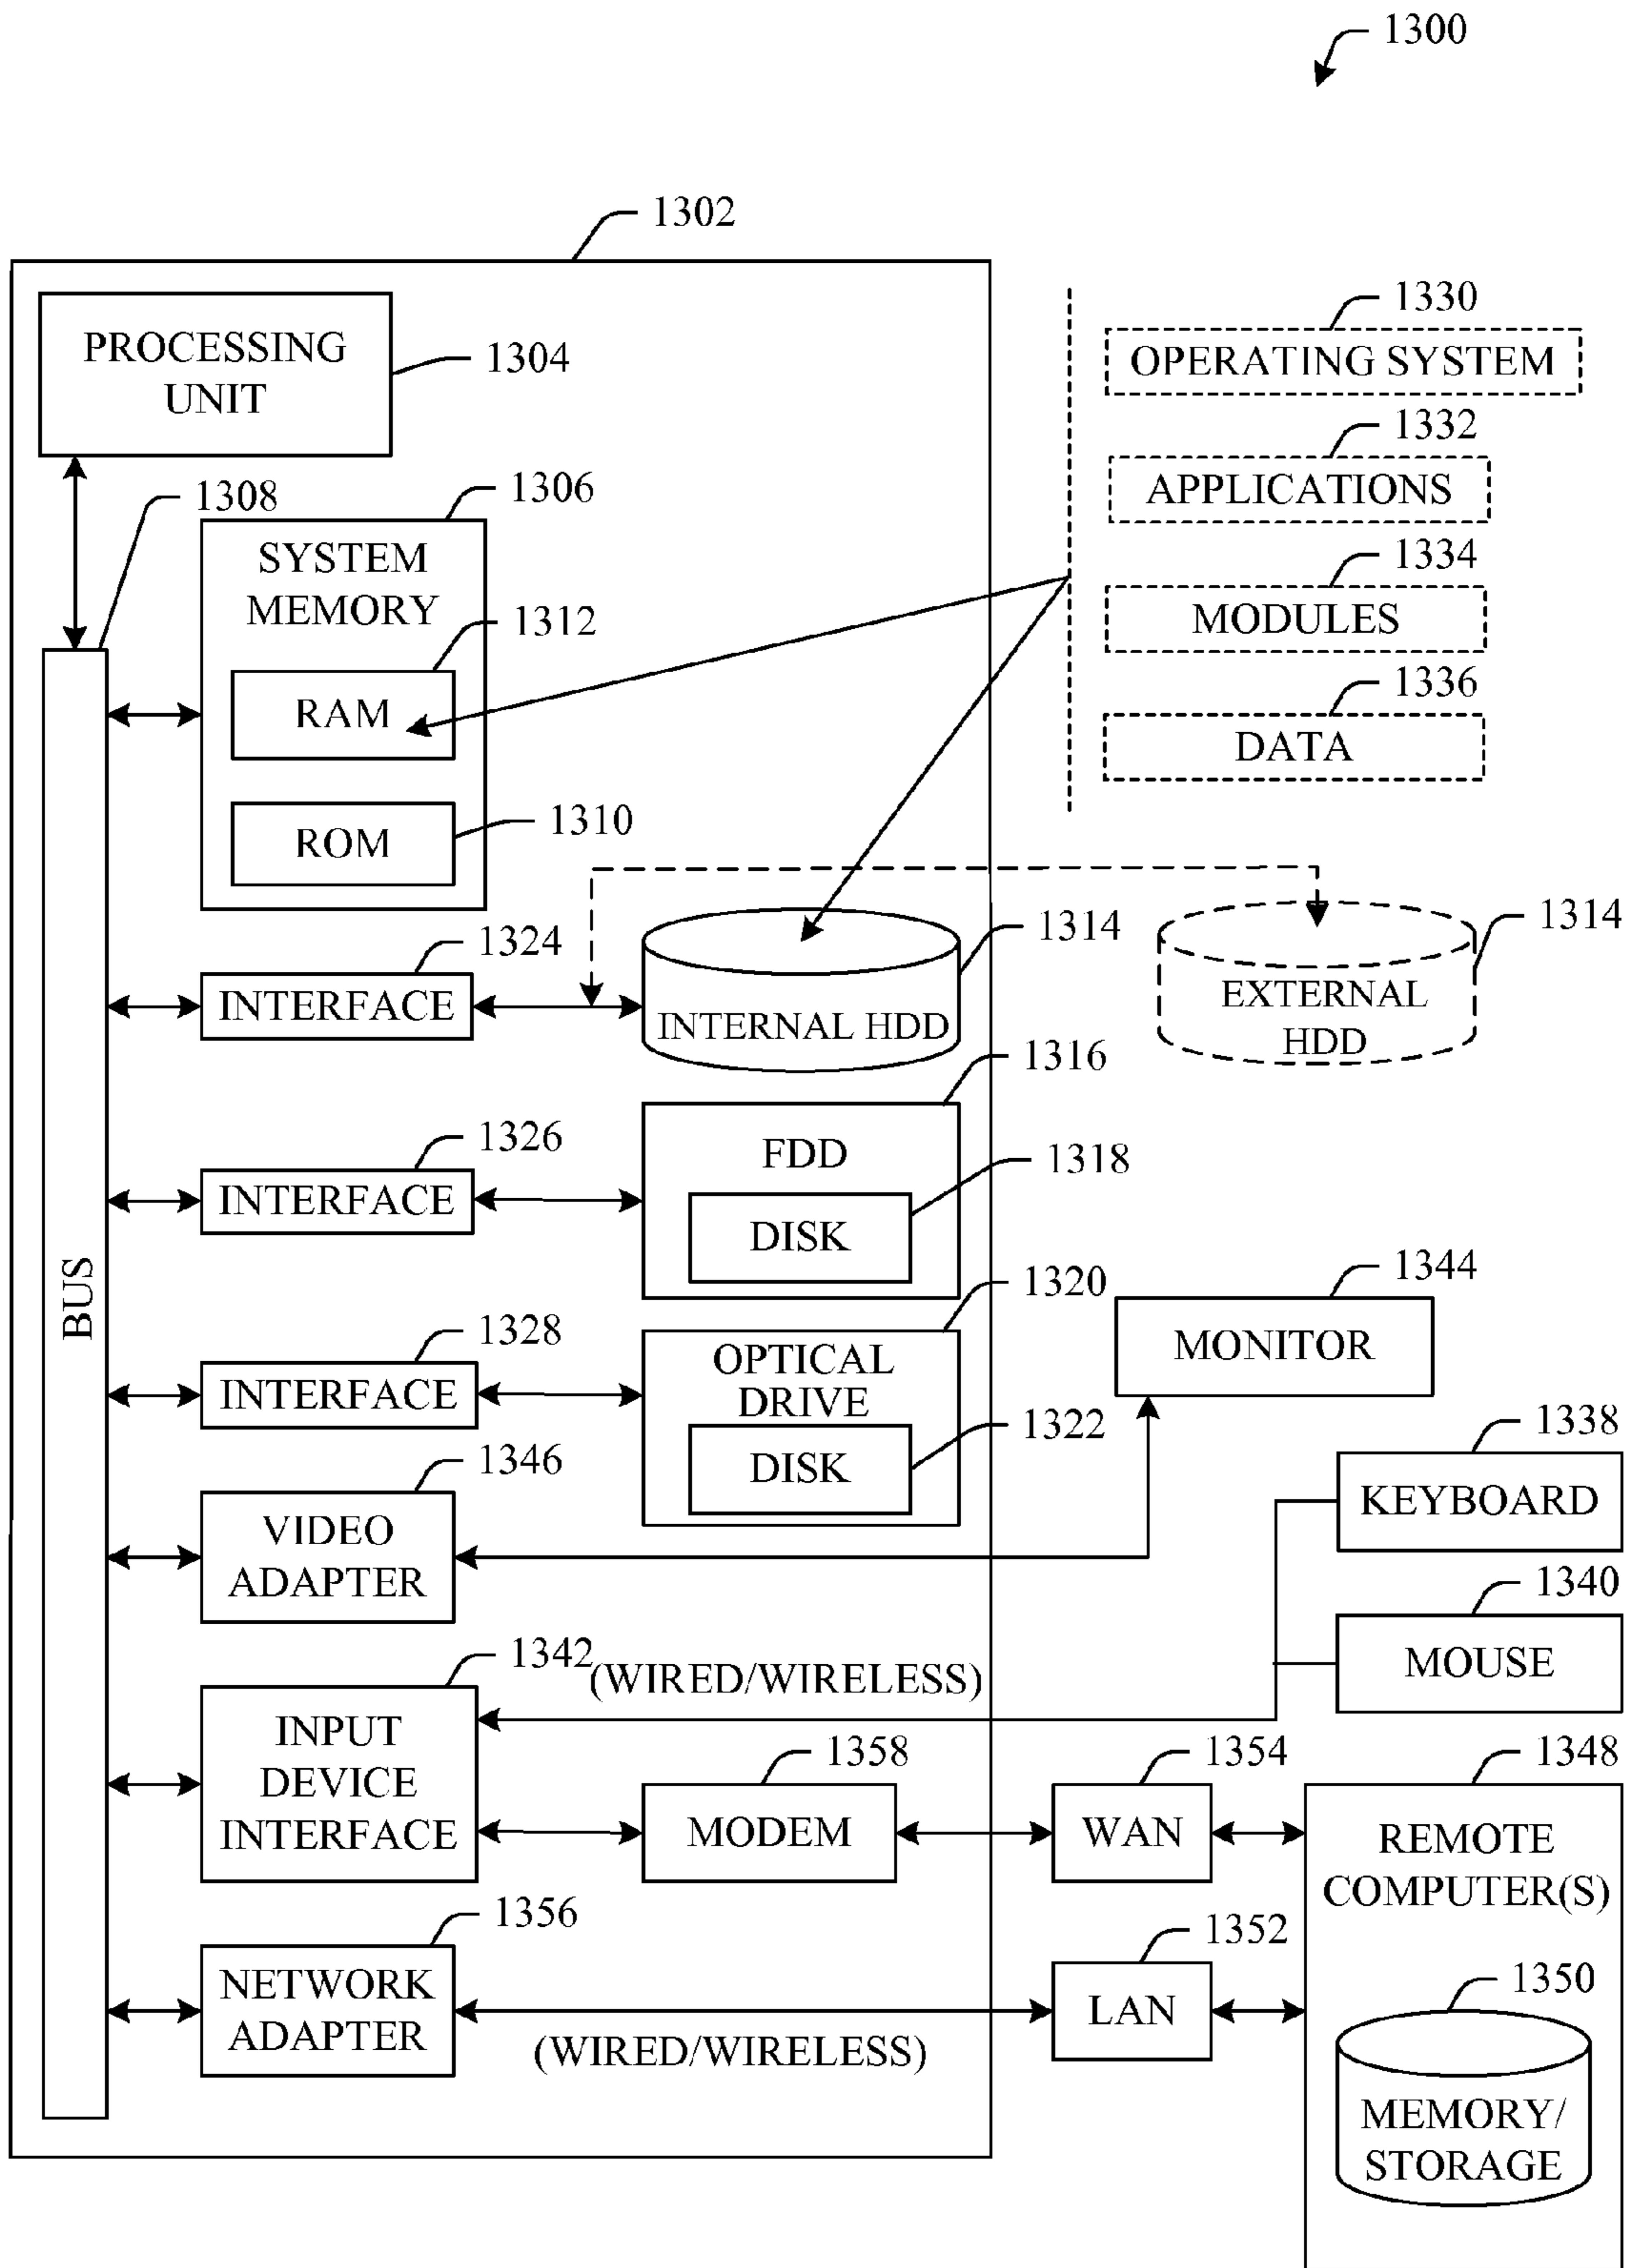 1300
1302
PROCESSING
UNIT
1304
1330
OPERATING SYSTEM
1332
APPLICATIONS
1334
MODULES
1336
DATA
1308
1306
SYSTEM
MEMORY
1312
RAM
1310
ROM
1324
INTERFACE
1314
INTERNAL HDD
1314
EXTERNAL
HDD
1326
INTERFACE
1316
FDD
1318
DISK
BUS
1328
INTERFACE
1320
OPTICAL
DRIVE
1322
DISK
1344
MONITOR
1346
VIDEO
ADAPTER
1338
KEYBOARD
1340
MOUSE
1342
(WIRED/WIRELESS)
INPUT
DEVICE
INTERFACE
1358
MODEM
1354
WAN
1348
REMOTE
COMPUTER(S)
1356
NETWORK
ADAPTER
(WIRED/WIRELESS)
1352
LAN
1350
MEMORY/
STORAGE